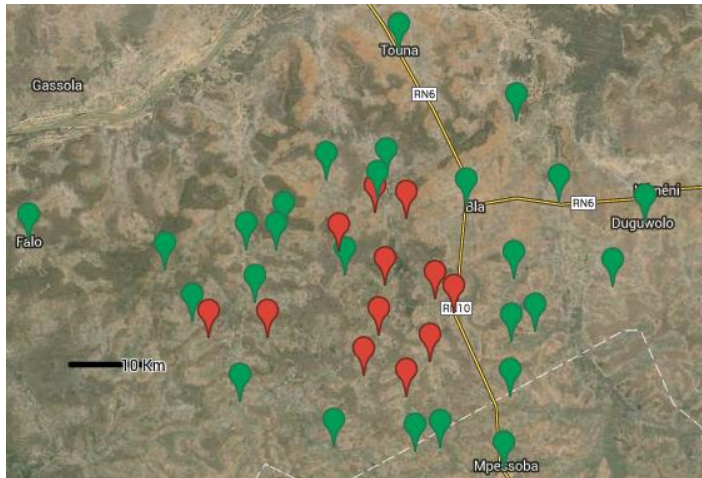 Touna
Gassola
RN6
Bla
RN6
Duguwolo
Falo
RN10
10 Km
Mpessoba